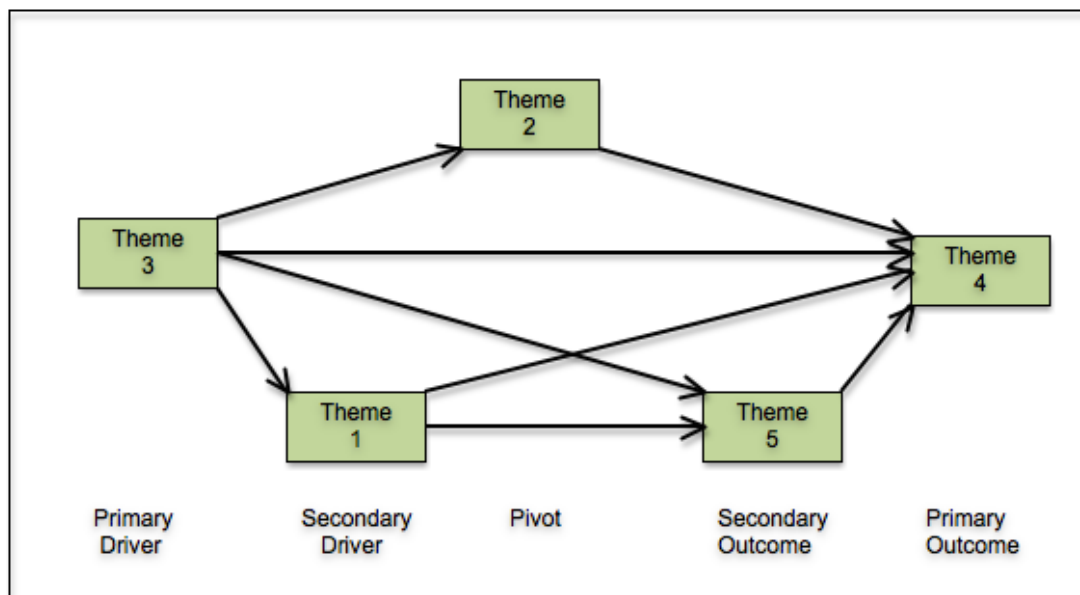 Theme
2
Theme
3
Theme
4
Theme
1
Theme
5
Primary
Driver
Secondary
Driver
Pivot
Secondary
Outcome
Primary
Outcome